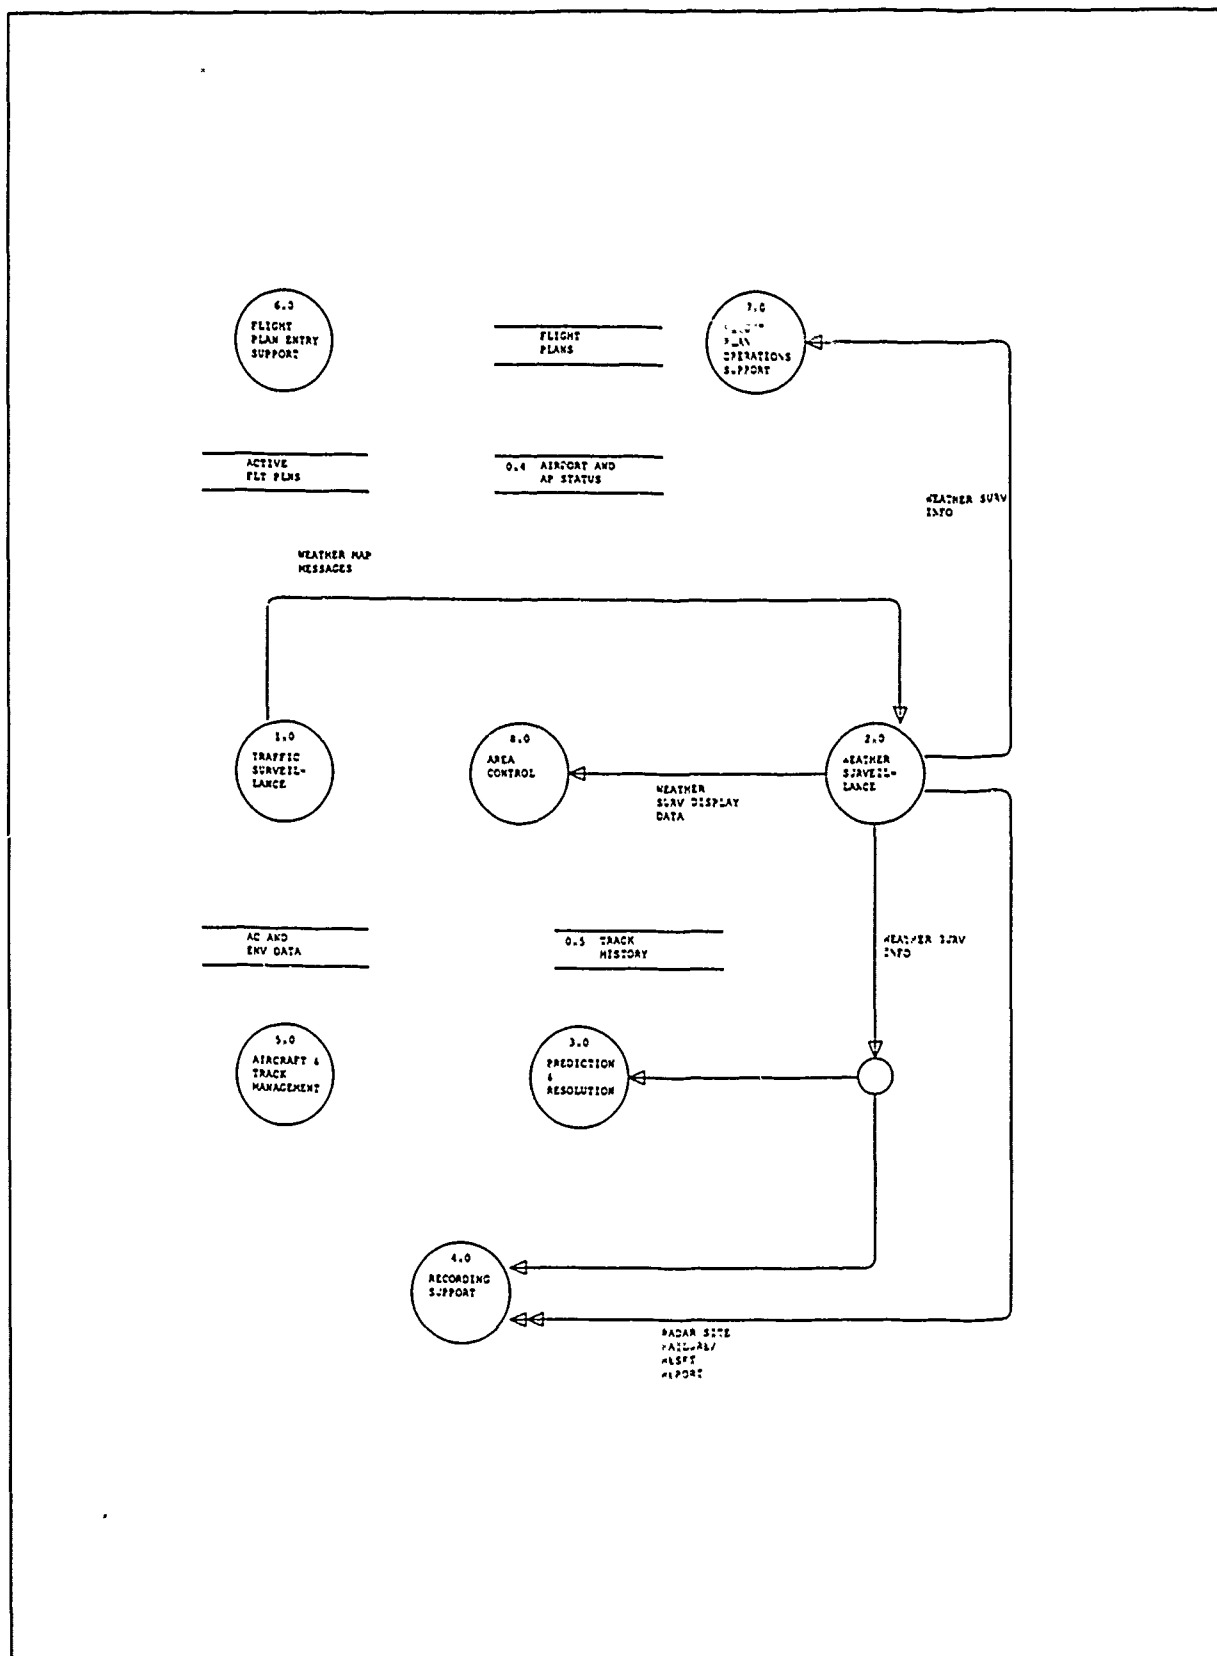 6.0
FLIGHT
PLAN ENTRY
SUPPORT
FLIGHT
PLANS
7.0
PLAN
OPERATIONS
SUPPORT
ACTIVE
FLT PLNS
0.4 AIRPORT AND
AP STATUS
WEATHER SURV
INFO
WEATHER MAP
MESSAGES
1.0
TRAFFIC
SURVEIL-
LANCE
8.0
AREA
CONTROL
2.0
WEATHER
SURVEIL-
LANCE
WEATHER
SURV DISPLAY
DATA
AC AND
ENV DATA
0.5 TRACK
HISTORY
WEATHER SURV
INFO
5.0
AIRCRAFT &
TRACK
MANAGEMENT
3.0
PREDICTION
&
RESOLUTION
4.0
RECORDING
SUPPORT
RADAR SITE
FAILURE/
RESET
REPORT